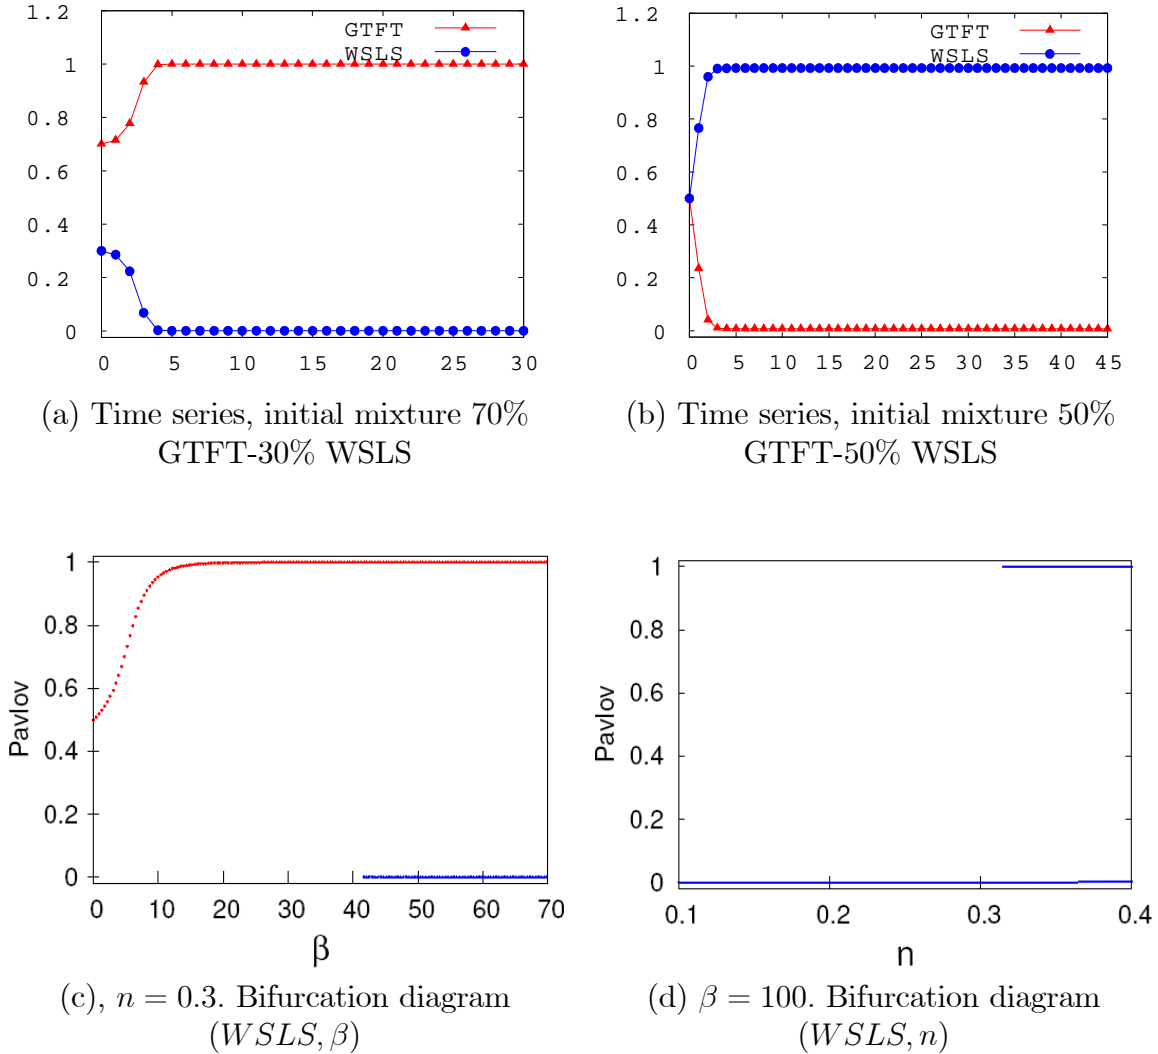 1.2
1
0.8
0.6
0.4
0.2
0
GTFT
WSLS
0 5 10 15 20 25 30
(a) Time series, initial mixture 70%
GTFT-30% WSLS
1.2
1
0.8
0.6
0.4
0.2
0
GTFT
WSLS
0 5 10 15 20 25 30 35 40 45
(b) Time series, initial mixture 50%
GTFT-50% WSLS
1
0.8
0.6
0.4
0.2
0
Pavlov
0 10 20 30 40 50 60 70
β
(c), n = 0.3. Bifurcation diagram
(WSLS, β)
1
0.8
0.6
0.4
0.2
0
Pavlov
0.1 0.2 0.3 0.4
n
(d) β = 100. Bifurcation diagram
(WSLS, n)